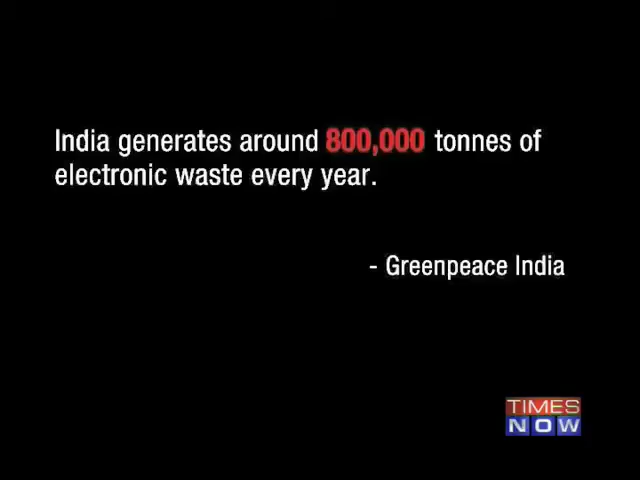 India generates around 800,000 tonnes of
electronic waste every year.
- Greenpeace India
TIMES
NOW